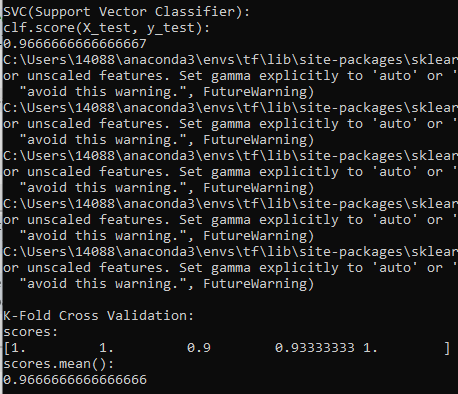 SVC(Support Vector Classifier):
clf.score(X_test, y_test):
0.9666666666666667
C:\Users\14088\anaconda3\envs\tf\lib\site-packages\sklear
or unscaled features. Set gamma explicitly to 'auto' or '
"avoid this warning.", FutureWarning)
C:\Users\14088\anaconda3\envs\tf\lib\site-packages\sklear
or unscaled features. Set gamma explicitly to 'auto' or '
"avoid this warning.", FutureWarning)
C:\Users\14088\anaconda3\envs\tf\lib\site-packages\sklear
or unscaled features. Set gamma explicitly to 'auto' or '
"avoid this warning.", FutureWarning)
C:\Users\14088\anaconda3\envs\tf\lib\site-packages\sklear
or unscaled features. Set gamma explicitly to 'auto' or '
"avoid this warning.", FutureWarning)
C:\Users\14088\anaconda3\envs\tf\lib\site-packages\sklear
or unscaled features. Set gamma explicitly to 'auto' or '
"avoid this warning.", FutureWarning)
K-Fold Cross Validation:
scores:
[1. 1. 0.9 0.93333333 1. ]
scores.mean():
0.9666666666666666